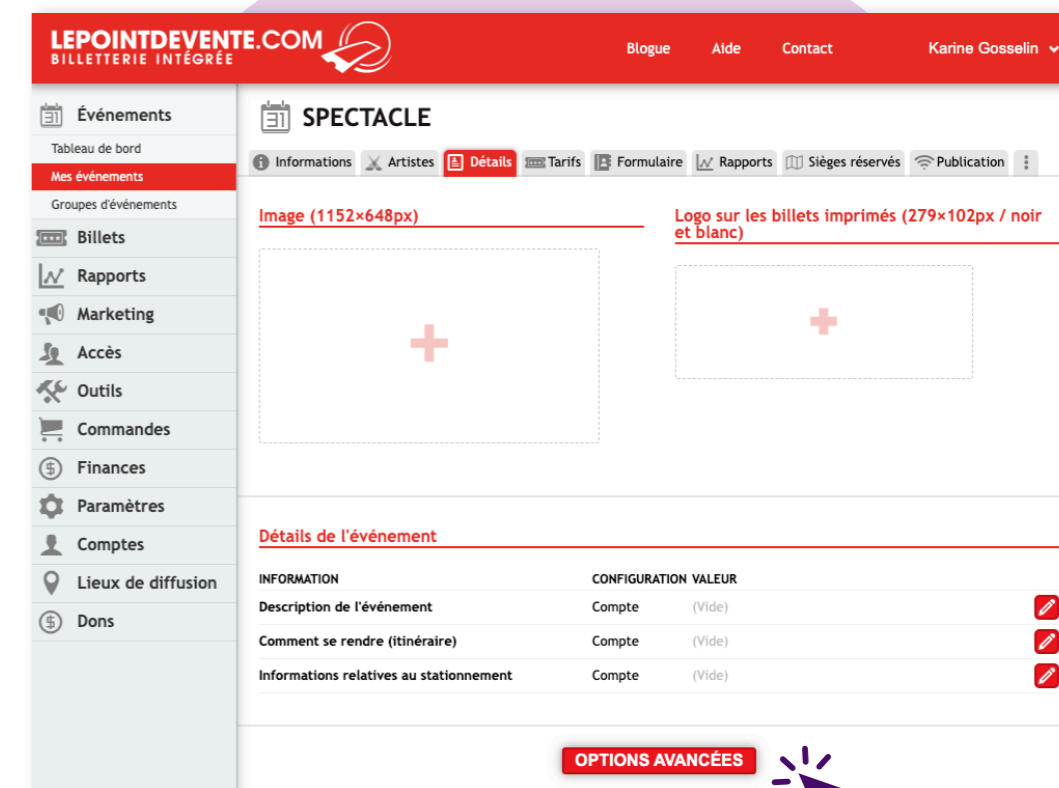 LEPOINTDEVENTE.COM
BILLETTERIE INTÉGRÉE
Blogue
Aide
Contact
Karine Gosselin
31 Événements
Tableau de bord
Mes événements
Groupes d'événements
Billets
Rapports
Marketing
Accès
Outils
Commandes
$ Finances
Paramètres
Comptes
Lieux de diffusion
$ Dons
31 SPECTACLE
Informations
Artistes
Détails
Tarifs
Formulaire
Rapports
Sièges réservés
Publication
Image (1152×648px)
Logo sur les billets imprimés (279×102px / noir
et blanc)
Détails de l'événement
INFORMATION CONFIGURATION VALEUR
Description de l'événement Compte (Vide)
Comment se rendre (itinéraire) Compte (Vide)
Informations relatives au stationnement Compte (Vide)
OPTIONS AVANCÉES